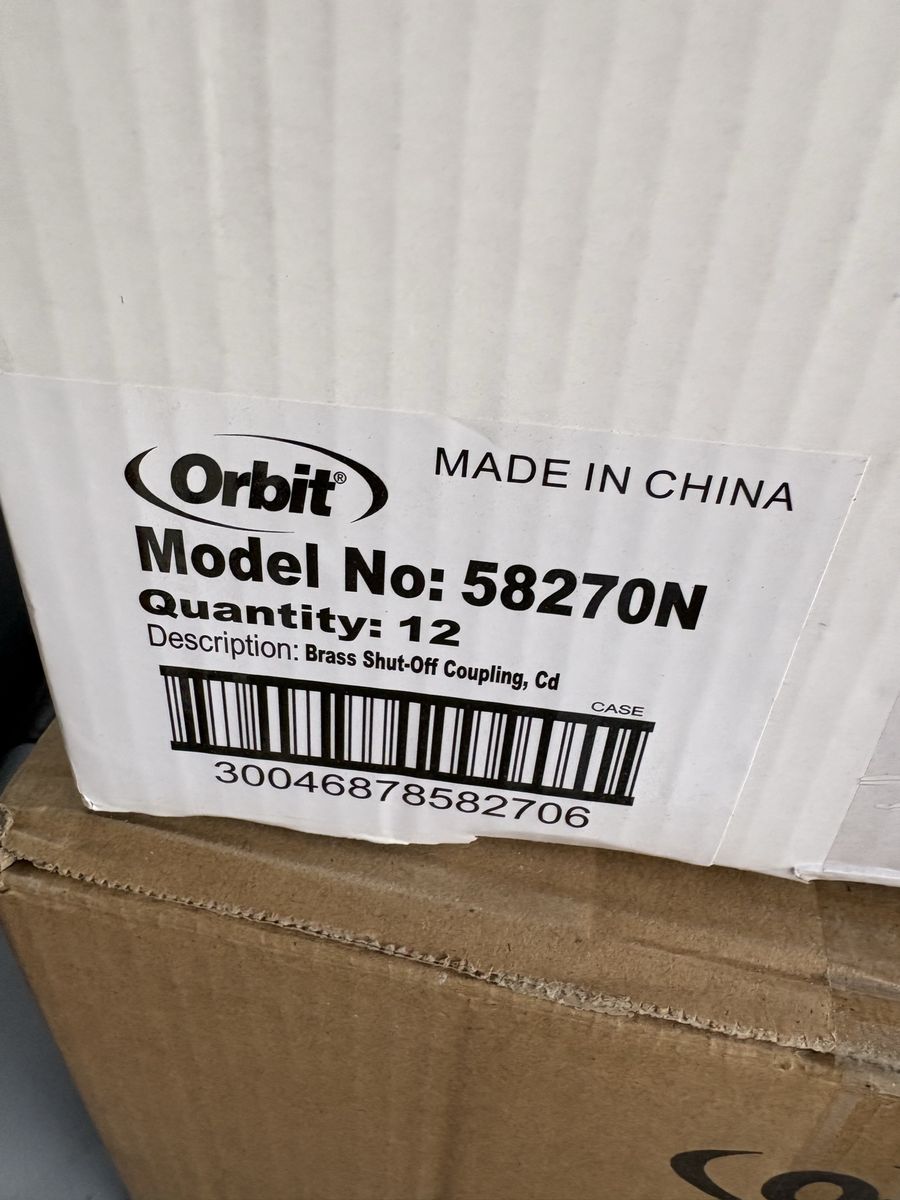 Orbit®
MADE IN CHINA
Model No: 58270N
Quantity: 12
Description: Brass Shut-Off Coupling, Cd
CASE
30046878582706